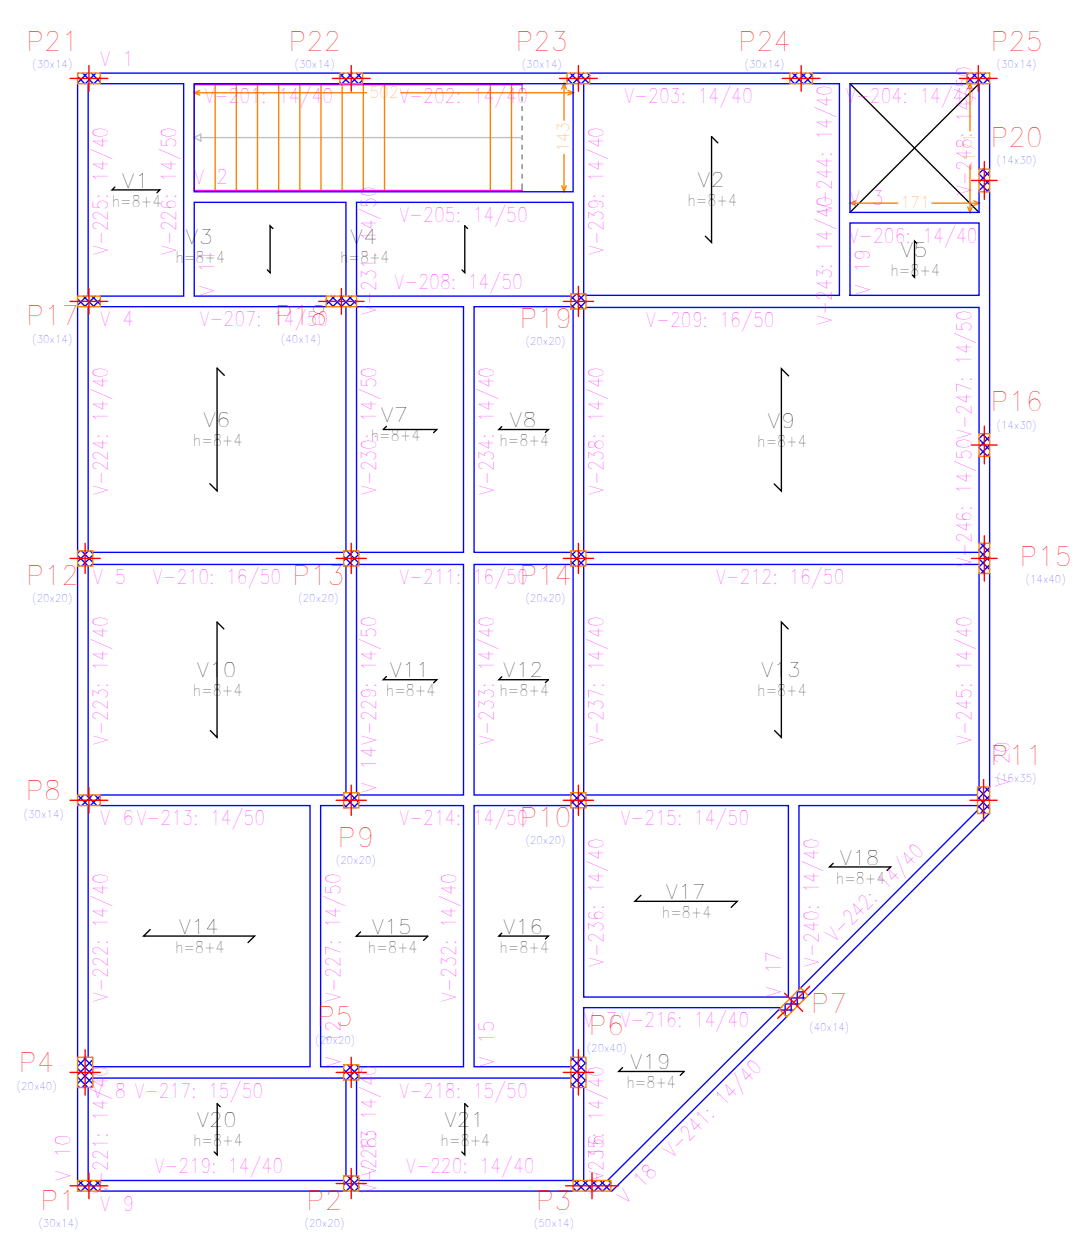 P21
P22
P23
P24
P25
V 1
(30x14)
(30x14)
(30x14)
(30x14)
(30x14)
V-201: 14/40
V-202: 14/40
V-203: 14/40
V-204: 14/40
143
V-225: 14/40
V-226: 14/50
V-239: 14/40
V-244: 14/40
V-248: 14/40
P20
(14x30)
V1
h=8+4
V 2
V2
h=8+4
V 3
171
V-205: 14/50
V-206: 14/40
V3
h=8+4
V4
h=8+4
V5
h=8+4
V-208: 14/50
V 19
V-243: 14/40
P17
(30x14)
V 4
V-207: 14/50
P18
(40x14)
P19
(20x20)
V-209: 16/50
V-224: 14/40
V-230: 14/50
V-234: 14/40
V-238: 14/40
V-247: 14/50
V-246: 14/50
P16
(14x30)
V6
h=8+4
V7
h=8+4
V8
h=8+4
V9
h=8+4
P12
(20x20)
V 5
V-210: 16/50
P13
(20x20)
V-211: 16/50
P14
(20x20)
V-212: 16/50
P15
(14x40)
V-223: 14/40
V-229: 14/50
V 14
V-233: 14/40
V-237: 14/40
V-245: 14/40
V10
h=8+4
V11
h=8+4
V12
h=8+4
V13
h=8+4
P11
(16x35)
P8
(30x14)
V 6
V-213: 14/50
P9
(20x20)
V-214: 14/50
P10
(20x20)
V-215: 14/50
V-222: 14/40
V-227: 14/50
V-232: 14/40
V-236: 14/40
V-240: 14/40
V-242: 14/40
V14
h=8+4
V15
h=8+4
V16
h=8+4
V17
h=8+4
V18
h=8+4
V 17
V 15
P7
(40x14)
P4
(20x40)
P5
(20x20)
P6
(20x40)
V-216: 14/40
V 8
V-217: 15/50
V-218: 15/50
V19
h=8+4
V-241: 14/40
V20
h=8+4
V21
h=8+4
V 10
V-219: 14/40
V-220: 14/40
V 18
P1
(30x14)
V 9
P2
(20x20)
P3
(50x14)